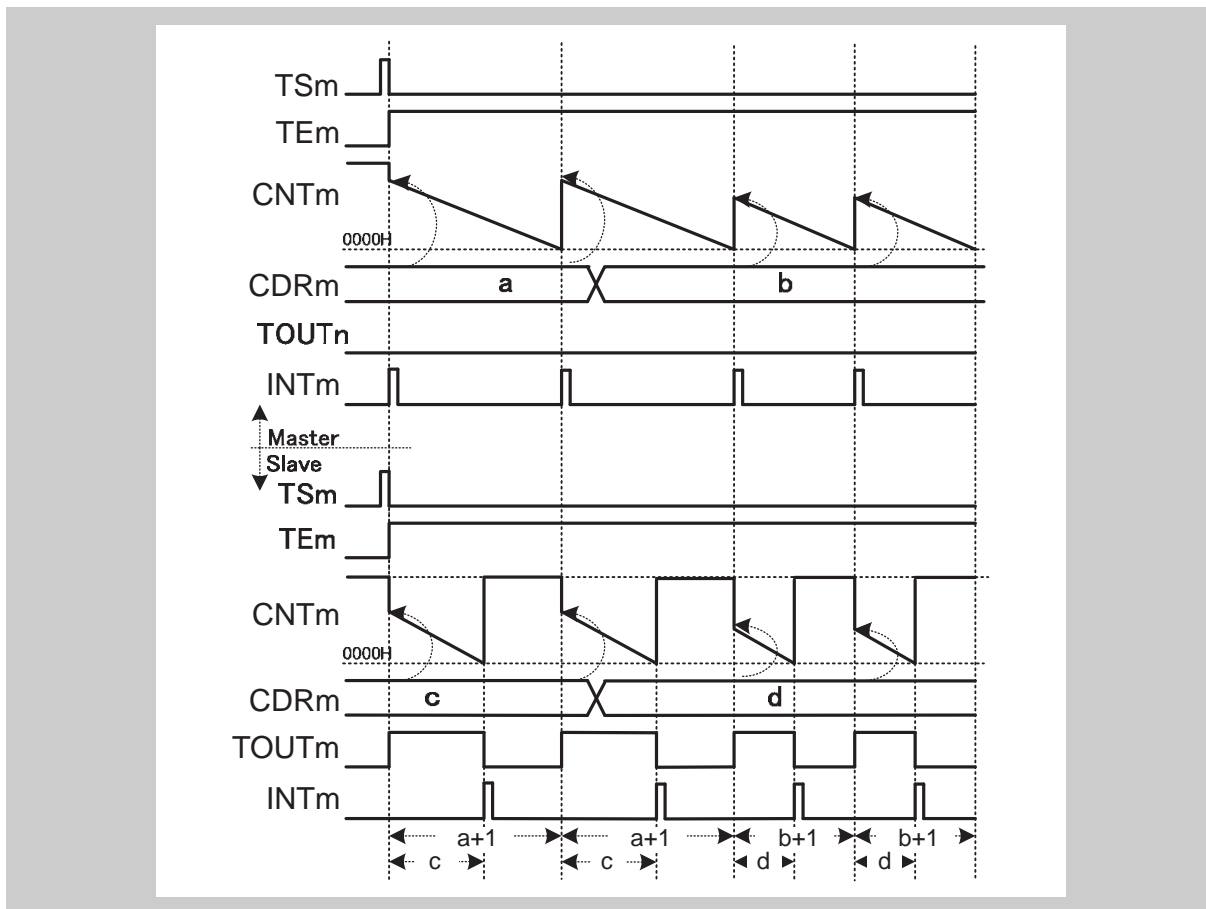 TSm
TEm
CNTm
0000H
CDRm a b
TOUTn
INTm
Master
Slave
TSm
TEm
CNTm
0000H
CDRm c d
TOUTm
INTm
a+1 a+1 b+1 b+1
c c d d